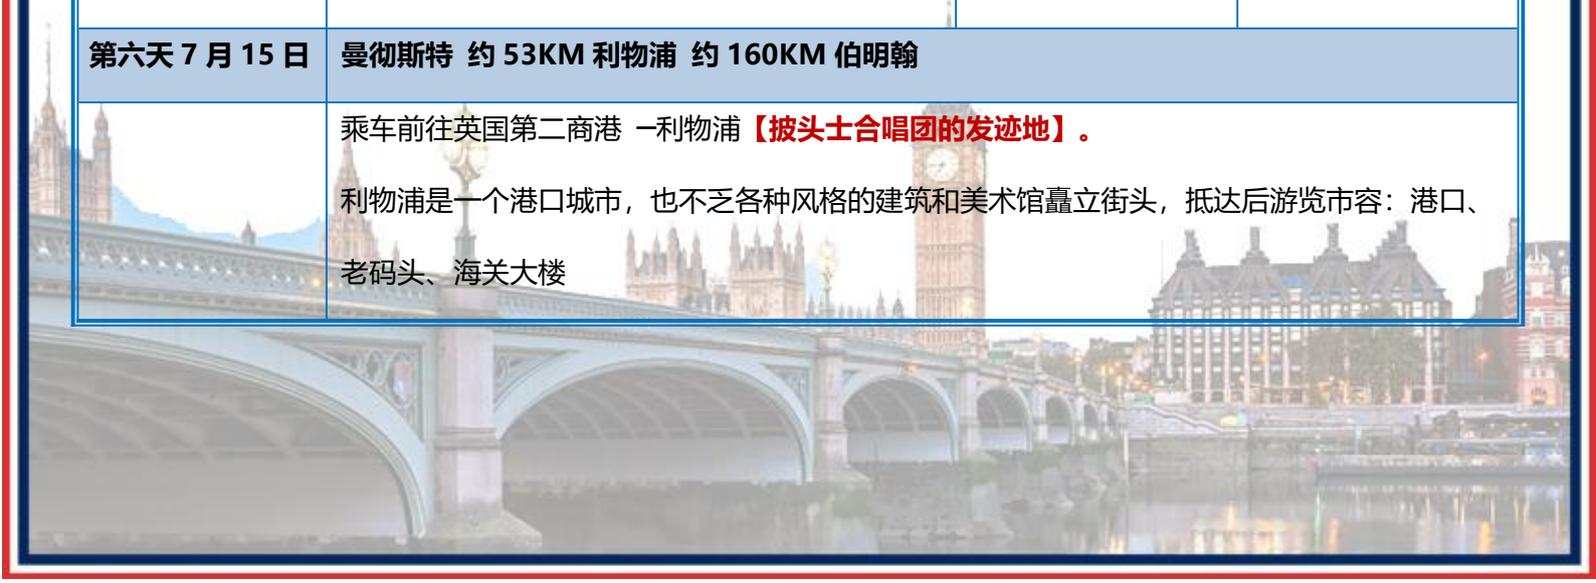 第六天 7 月 15 日
曼彻斯特 约 53KM 利物浦 约 160KM 伯明翰
乘车前往英国第二商港 —利物浦【披头士合唱团的发迹地】。
利物浦是一个港口城市，也不乏各种风格的建筑和美术馆矗立街头，抵达后游览市容：港口、
老码头、海关大楼